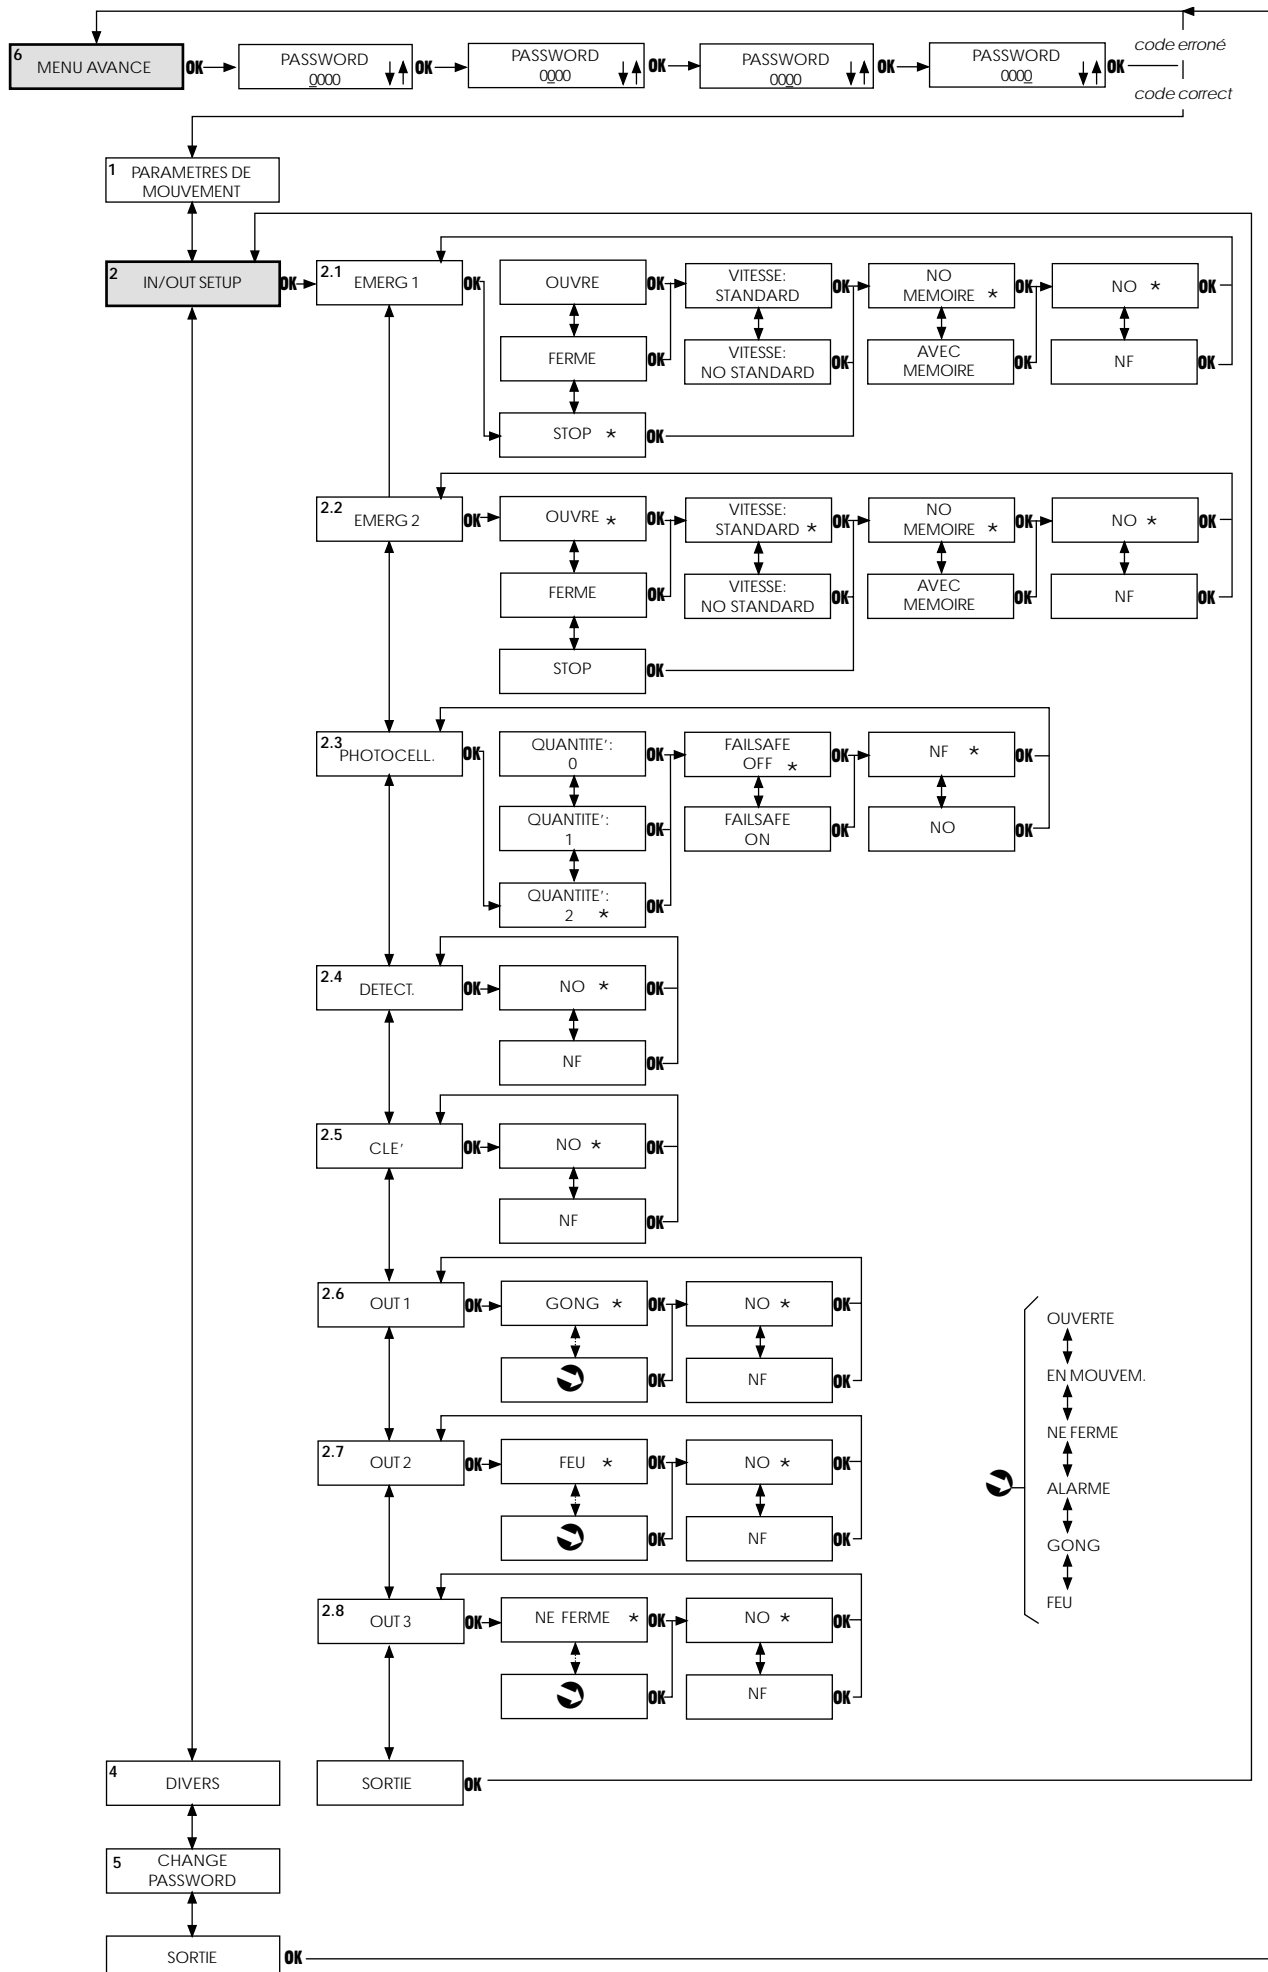 code erroné
6
MENU AVANCE
OK
PASSWORD
0000
OK
PASSWORD
0000
OK
PASSWORD
0000
OK
PASSWORD
0000
OK
code correct
1
PARAMETRES DE
MOUVEMENT
2
IN/OUT SETUP
OK
2.1
EMERG 1
OK
OUVRE
OK
VITESSE:
STANDARD
OK
NO
MEMOIRE *
OK
NO *
OK
FERME
OK
VITESSE:
NO STANDARD
OK
AVEC
MEMOIRE
OK
NF
OK
STOP *
OK
2.2
EMERG 2
OK
OUVRE *
OK
VITESSE:
STANDARD *
OK
NO
MEMOIRE *
OK
NO *
OK
FERME
OK
VITESSE:
NO STANDARD
OK
AVEC
MEMOIRE
OK
NF
OK
STOP
OK
2.3
PHOTOCELL.
OK
QUANTITE':
0
OK
FAILSAFE
OFF *
OK
NF *
OK
QUANTITE':
1
OK
FAILSAFE
ON
OK
NO
OK
QUANTITE':
2 *
OK
2.4
DETECT.
OK
NO *
OK
NF
OK
2.5
CLE'
OK
NO *
OK
NF
OK
2.6
OUT 1
OK
GONG *
OK
NO *
OK
OK
NF
OK
2.7
OUT 2
OK
FEU *
OK
NO *
OK
OK
NF
OK
2.8
OUT 3
OK
NE FERME *
OK
NO *
OK
OK
NF
OK
OUVERTE
EN MOUVEM.
NE FERME
ALARME
GONG
FEU
4
DIVERS
SORTIE
OK
5
CHANGE
PASSWORD
SORTIE
OK